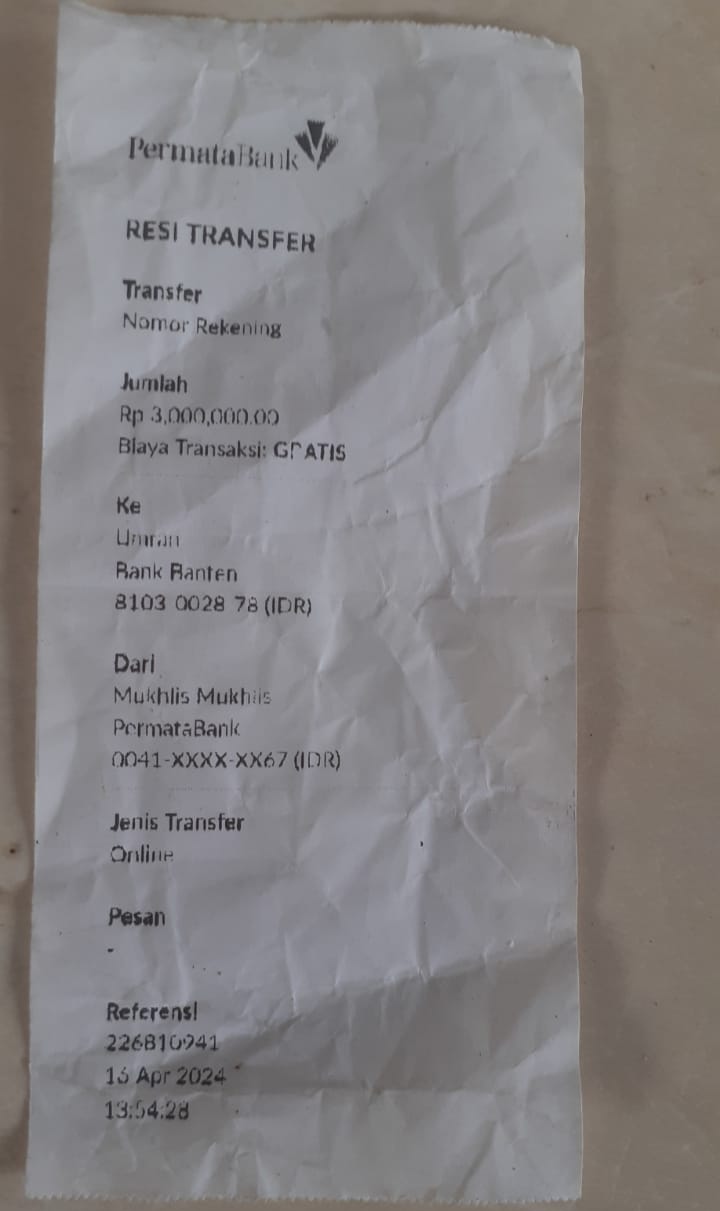 PermataBank
RESI TRANSFER
Transfer
Nomor Rekening
Jumlah
Rp 3,000,000.00
Biaya Transaksi: GRATIS
Ke
Umran
Bank Banten
8103 0028 78 (IDR)
Dari
Mukhlis Mukhlis
PermataBank
0041-XXXX-XX67 (IDR)
Jenis Transfer
Online
Pesan
-
Referensi
226810941
Apr 2024
13:54:28